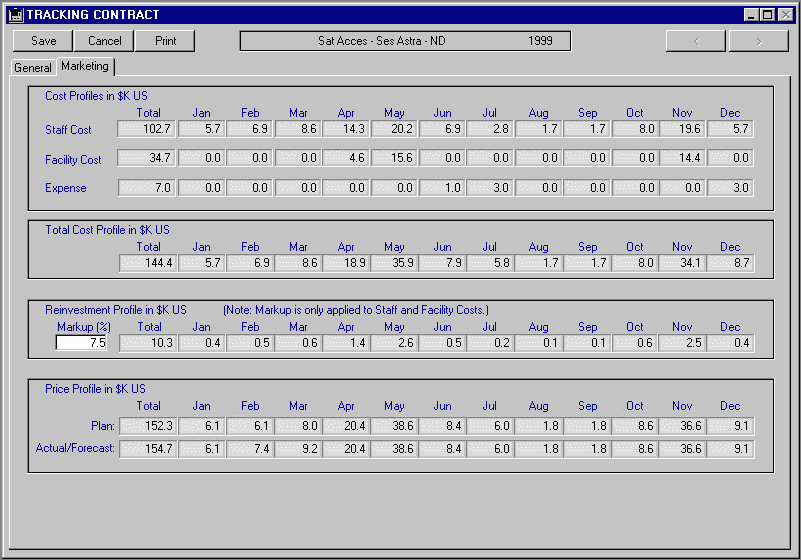 TRACKING CONTRACT
Save Cancel Print Sat Acces - Ses Astra - ND 1999 < >
General Marketing
Cost Profiles in $K US
Total Jan Feb Mar Apr May Jun Jul Aug Sep Oct Nov Dec
Staff Cost 102.7 5.7 6.9 8.6 14.3 20.2 6.9 2.8 1.7 1.7 8.0 19.6 5.7
Facility Cost 34.7 0.0 0.0 0.0 4.6 15.6 0.0 0.0 0.0 0.0 0.0 14.4 0.0
Expense 7.0 0.0 0.0 0.0 0.0 0.0 1.0 3.0 0.0 0.0 0.0 0.0 3.0
Total Cost Profile in $K US
Total Jan Feb Mar Apr May Jun Jul Aug Sep Oct Nov Dec
144.4 5.7 6.9 8.6 18.9 35.9 7.9 5.8 1.7 1.7 8.0 34.1 8.7
Reinvestment Profile in $K US (Note: Markup is only applied to Staff and Facility Costs.)
Markup (%) Total Jan Feb Mar Apr May Jun Jul Aug Sep Oct Nov Dec
7.5 10.3 0.4 0.5 0.6 1.4 2.6 0.5 0.2 0.1 0.1 0.6 2.5 0.4
Price Profile in $K US
Total Jan Feb Mar Apr May Jun Jul Aug Sep Oct Nov Dec
Plan: 152.3 6.1 6.1 8.0 20.4 38.6 8.4 6.0 1.8 1.8 8.6 36.6 9.1
Actual/Forecast: 154.7 6.1 7.4 9.2 20.4 38.6 8.4 6.0 1.8 1.8 8.6 36.6 9.1